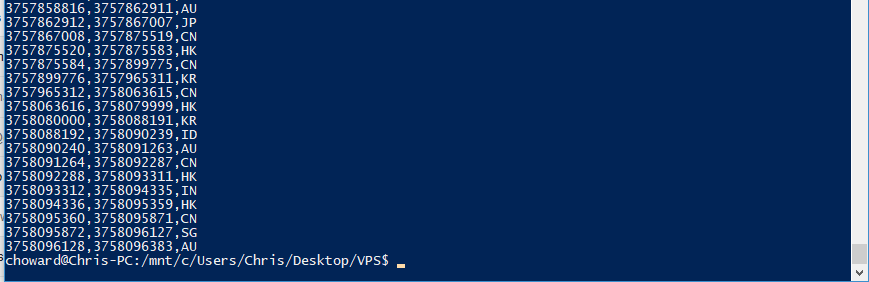 3757858816,3757862911,AU
3757862912,3757867007,JP
3757867008,3757875519,CN
3757875520,3757875583,HK
3757875584,3757899775,CN
3757899776,3757965311,KR
3757965312,3758063615,CN
3758063616,3758079999,HK
3758080000,3758088191,KR
3758088192,3758090239,ID
3758090240,3758091263,AU
3758091264,3758092287,CN
3758092288,3758093311,HK
3758093312,3758094335,IN
3758094336,3758095359,HK
3758095360,3758095871,CN
3758095872,3758096127,SG
3758096128,3758096383,AU
choward@Chris-PC:/mnt/c/Users/Chris/Desktop/VPS$